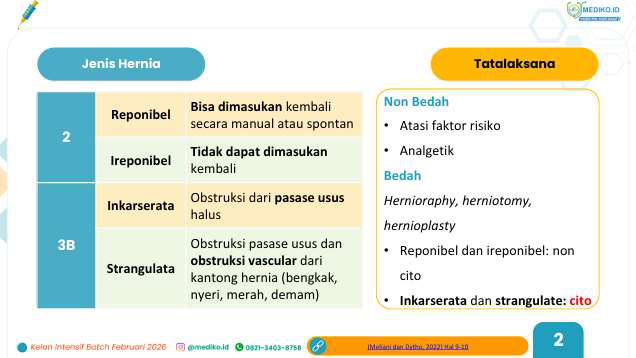 MEDIKO.ID
Jenis Hernia
Tatalaksana
2
Reponibel
Bisa dimasukan kembali
secara manual atau spontan
Ireponibel
Tidak dapat dimasukan
kembali
3B
Inkarserata
Obstruksi dari pasase usus
halus
Strangulata
Obstruksi pasase usus dan
obstruksi vascular dari
kantong hernia (bengkak,
nyeri, merah, demam)
Non Bedah
• Atasi faktor risiko
• Analgetik
Bedah
Hernioraphy, herniotomy,
hernioplasty
• Reponibel dan ireponibel: non
cito
• Inkarserata dan strangulate: cito
Kelan Intensif Batch Februari 2026
@mediko.id
0821-3403-8758
(Meliani dan Dytho, 2022) Hal 9-10
2